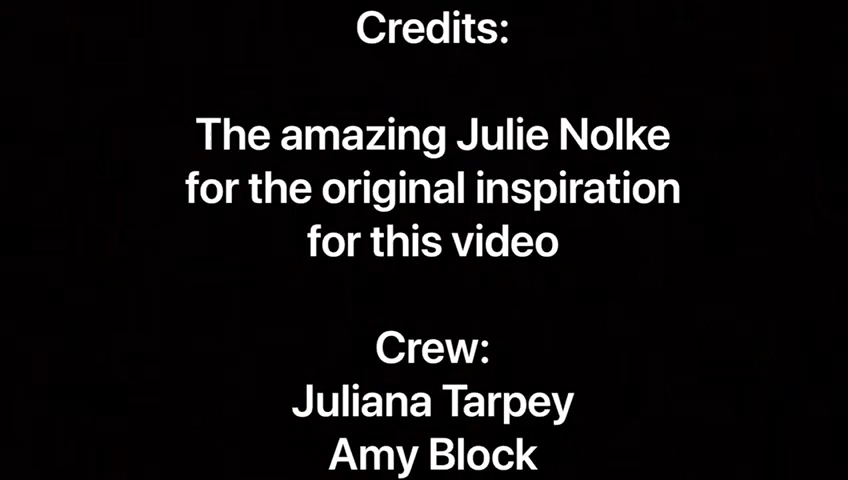 Credits:
The amazing Julie Nolke
for the original inspiration
for this video
Crew:
Juliana Tarpey
Amy Block